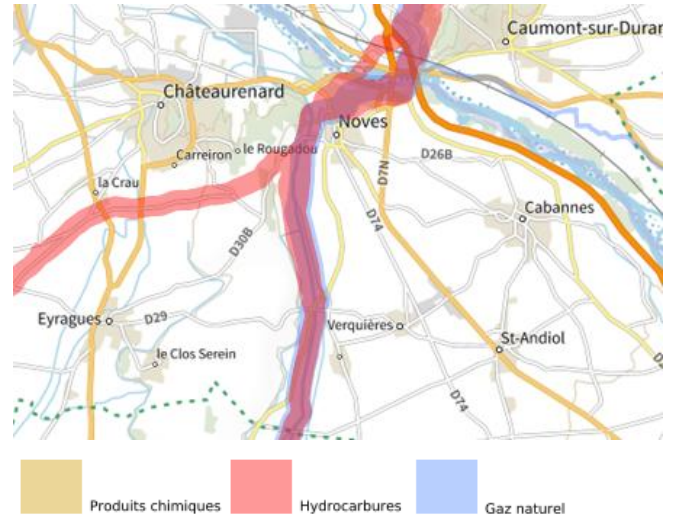 Caumont-sur-Durar
Châteaurenard
Noves
Carreiron
le Rougadou
D26B
la Crau
D7N
Cabannes
D74
D30B
Eyragues
D29
Verquières
St-Andiol
le Clos Serein
D74
Produits chimiques
Hydrocarbures
Gaz naturel